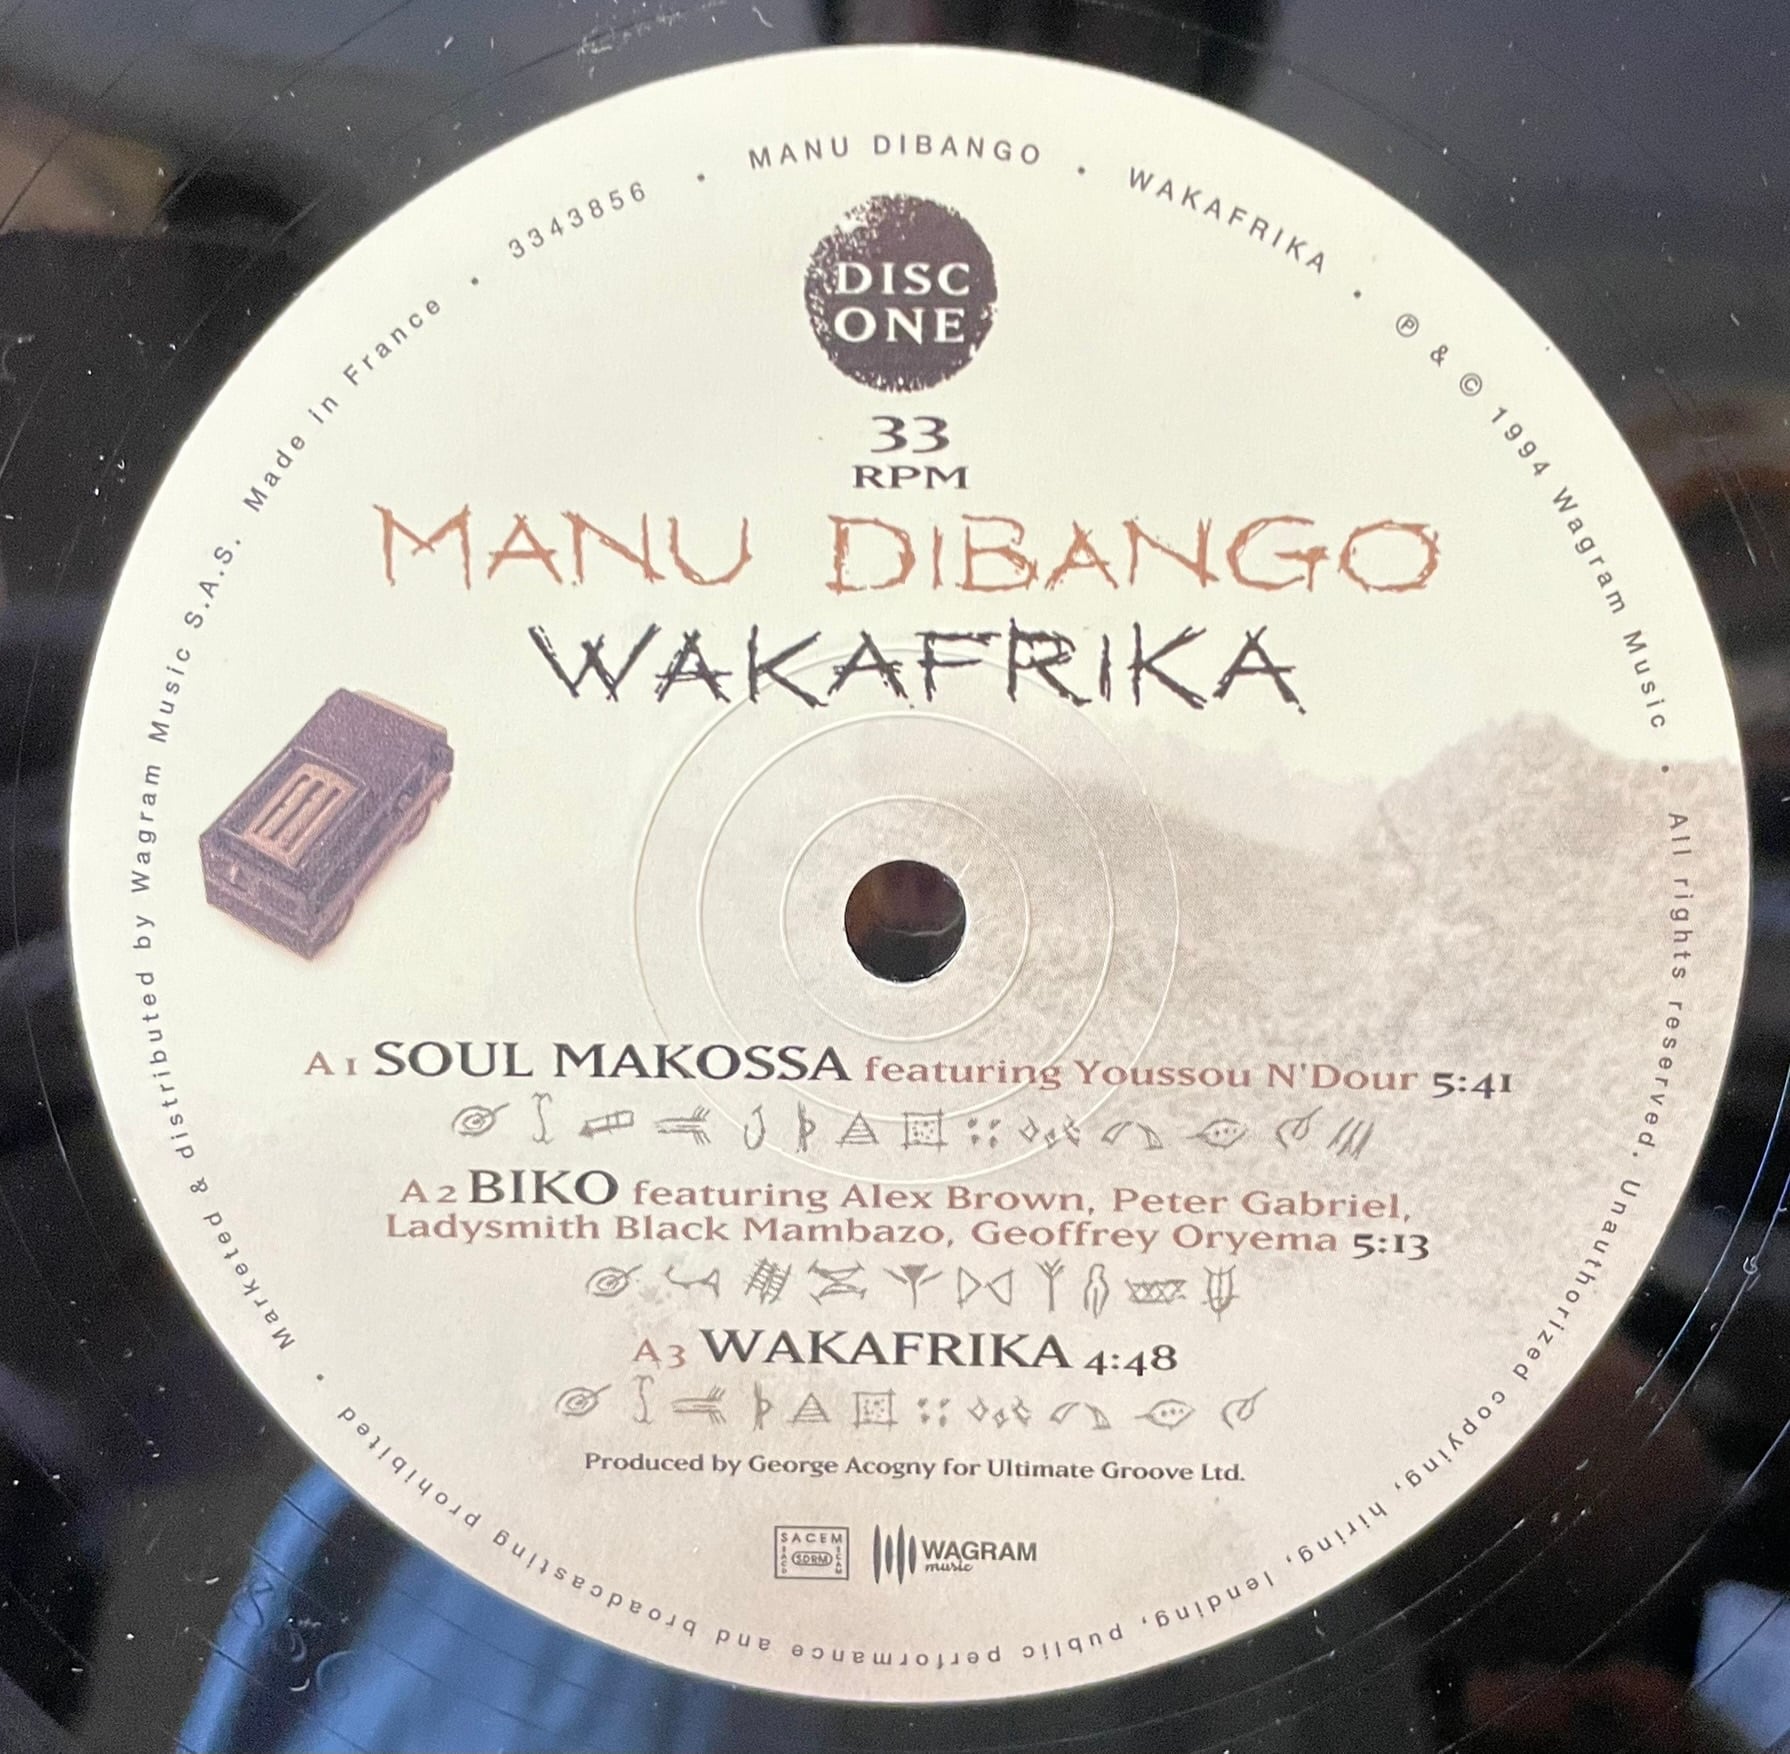 MANU DIBANGO • WAKAFRIKA • ℗ & © 1994 Wagram Music • All rights reserved. Unauthorized copying, hiring, lending, public performance and broadcasting prohibited • Marketed & distributed by Wagram Music S.A.S. Made in France • 3343856 •
DISC
ONE
33
RPM
MANU DIBANGO
WAKAFRIKA
A1 SOUL MAKOSSA featuring Youssou N'Dour 5:41
A2 BIKO featuring Alex Brown, Peter Gabriel,
Ladysmith Black Mambazo, Geoffrey Oryema 5:13
A3 WAKAFRIKA 4:48
Produced by George Acogny for Ultimate Groove Ltd.
SACEM
SACD SDRM SCAM
WAGRAM
music